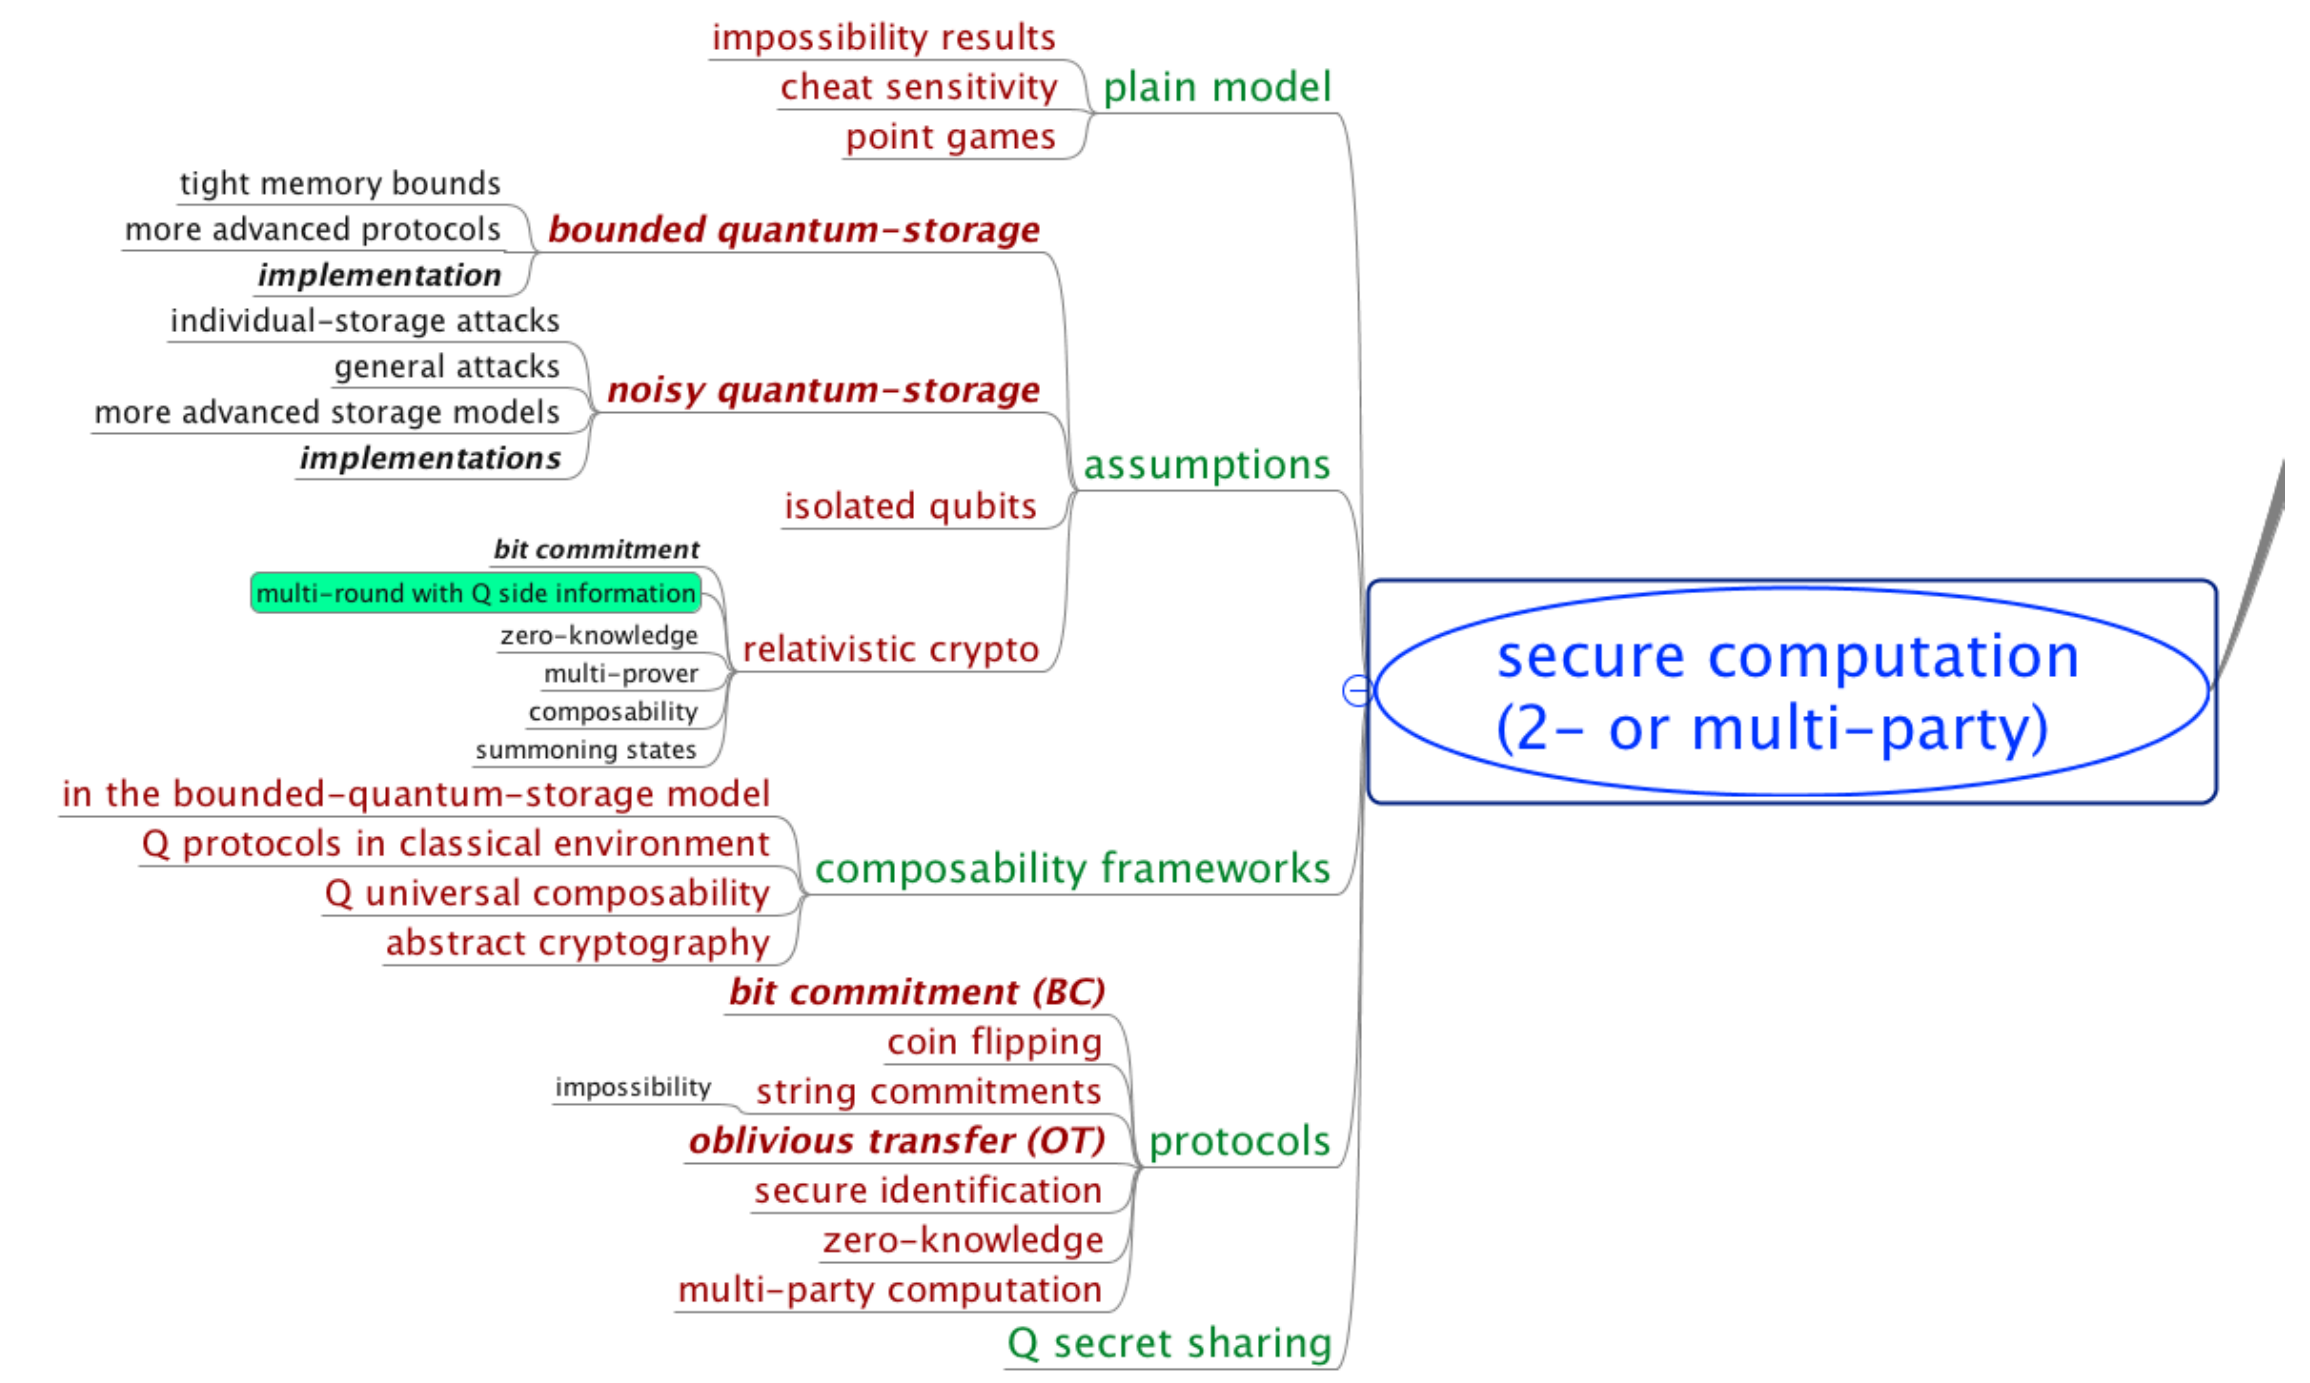 impossibility results
cheat sensitivity
point games
plain model
tight memory bounds
more advanced protocols
implementation
bounded quantum-storage
individual-storage attacks
general attacks
more advanced storage models
implementations
noisy quantum-storage
isolated qubits
assumptions
bit commitment
multi-round with Q side information
zero-knowledge
multi-prover
composability
summoning states
relativistic crypto
secure computation
(2- or multi-party)
in the bounded-quantum-storage model
Q protocols in classical environment
Q universal composability
abstract cryptography
composability frameworks
bit commitment (BC)
coin flipping
impossibility
string commitments
oblivious transfer (OT)
secure identification
zero-knowledge
multi-party computation
protocols
Q secret sharing